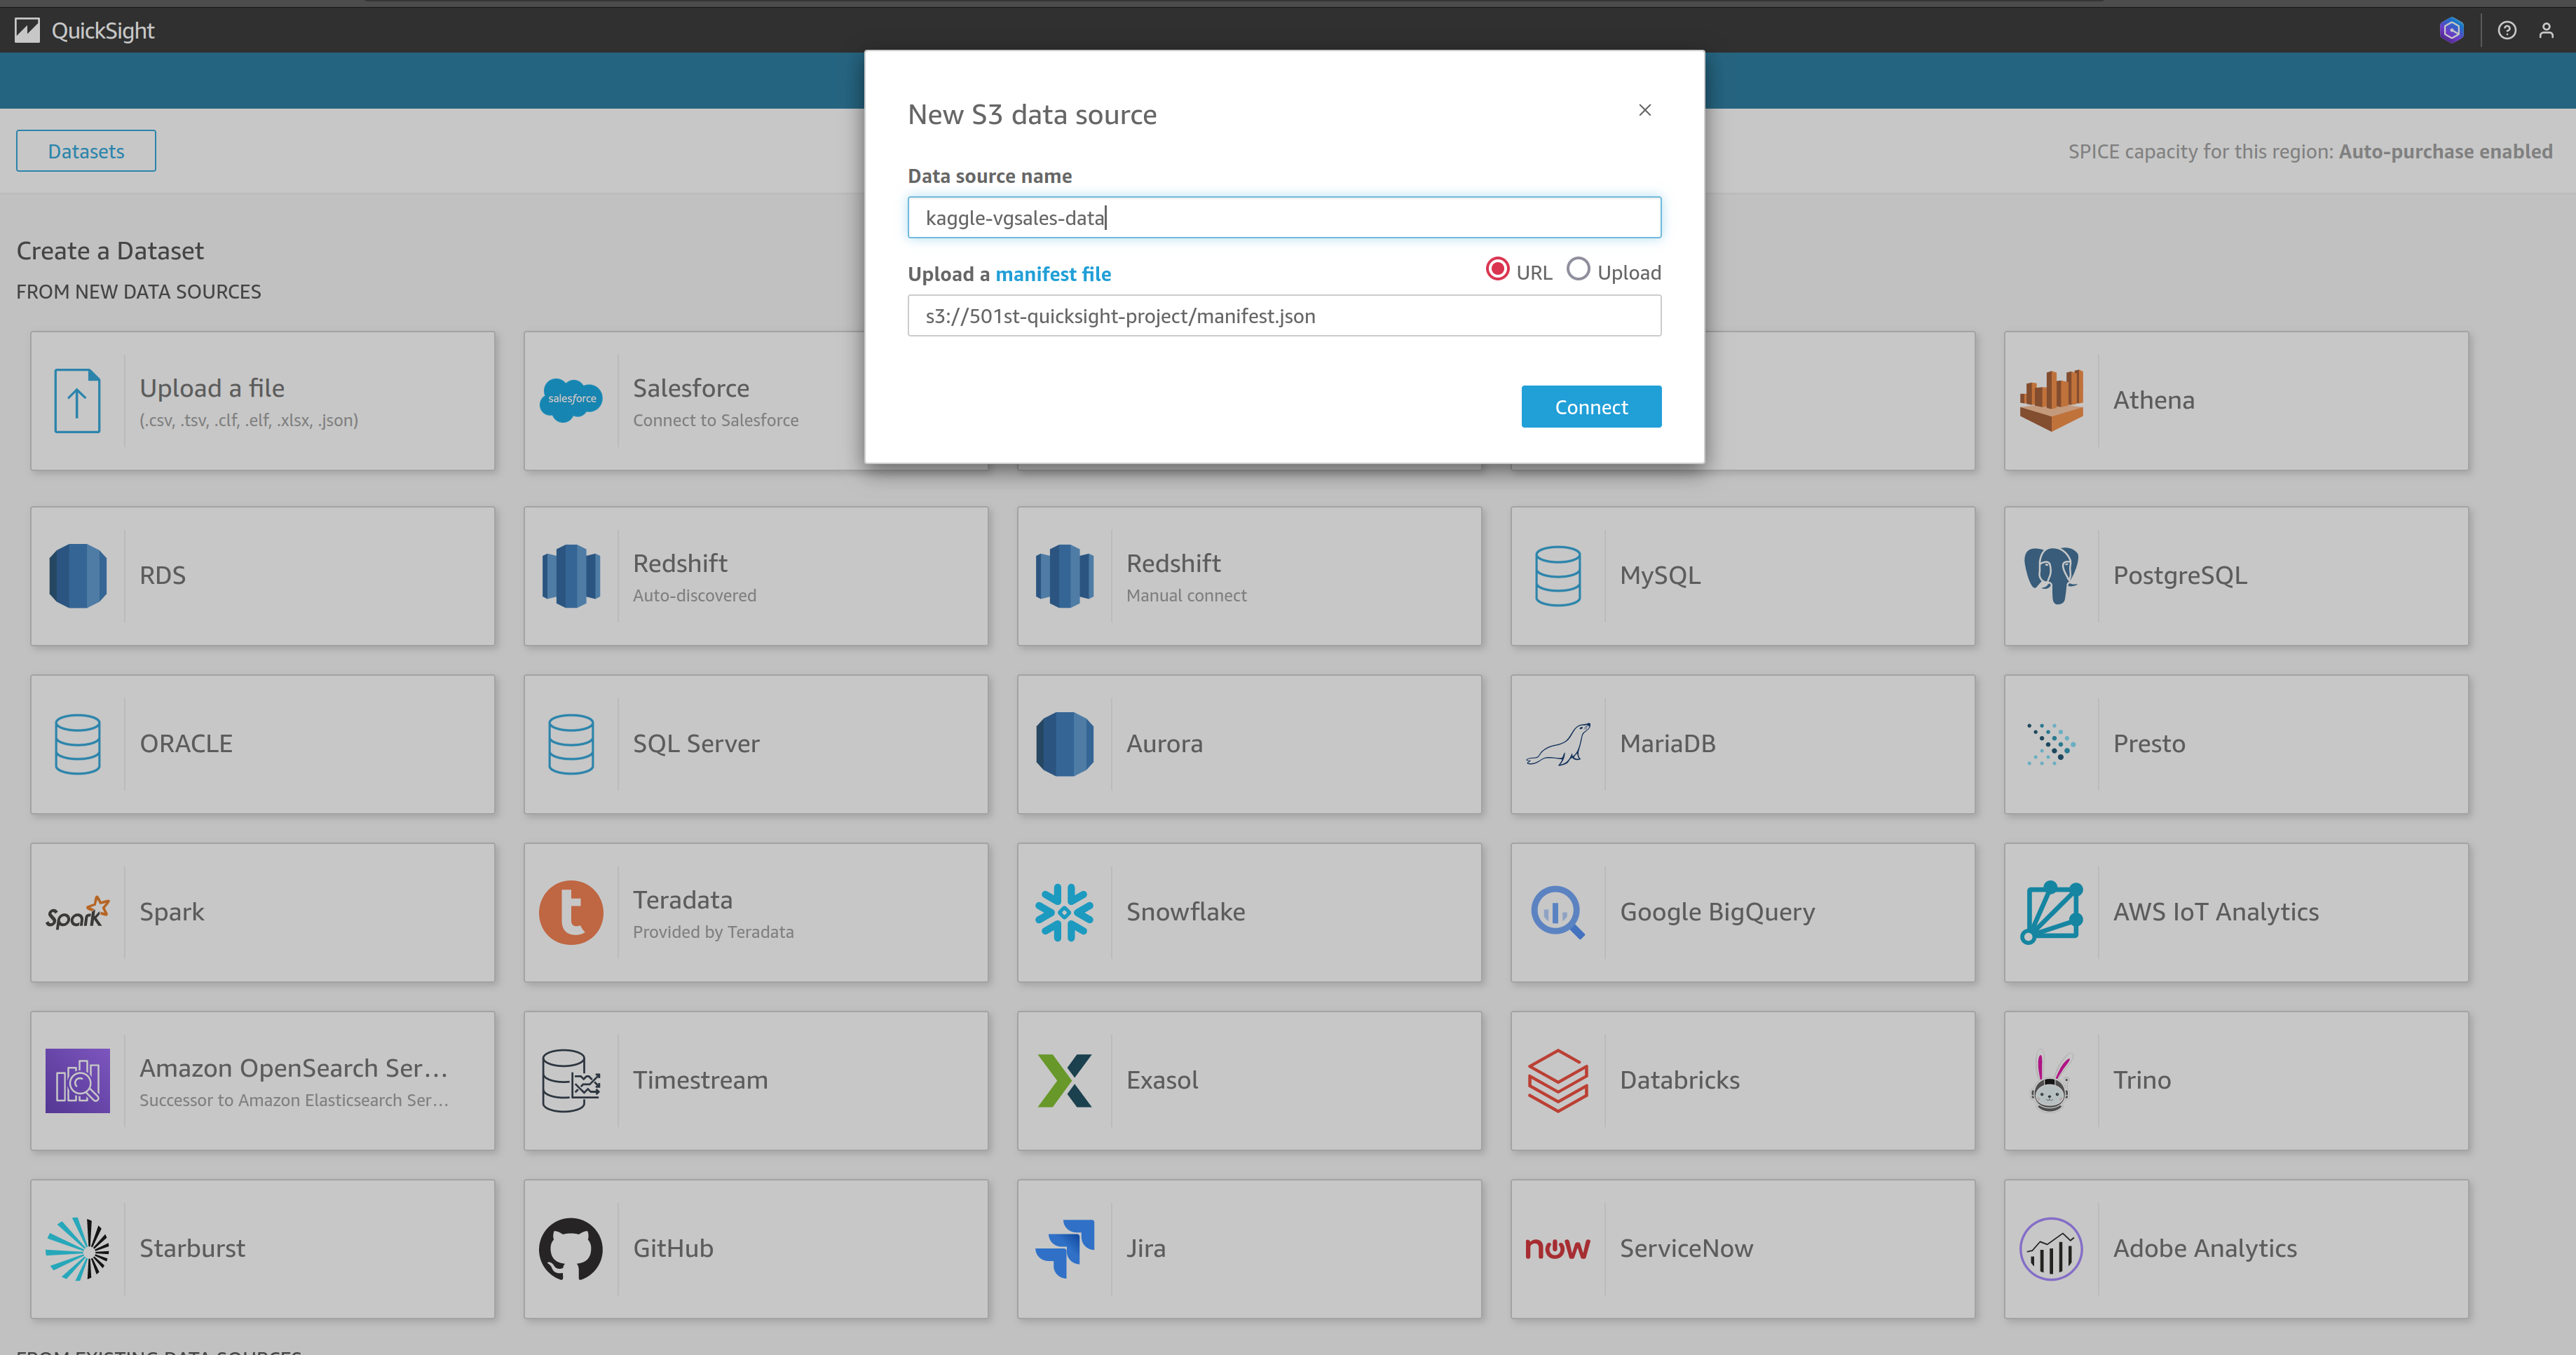 QuickSight
New S3 data source
Data source name
kaggle-vgsales-data
Upload a manifest file
URL
Upload
s3://501st-quicksight-project/manifest.json
Connect
Datasets
SPICE capacity for this region: Auto-purchase enabled
Create a Dataset
FROM NEW DATA SOURCES
Upload a file
(.csv, .tsv, .clf, .elf, .xlsx, .json)
salesforce
Salesforce
Connect to Salesforce
Athena
RDS
Redshift
Auto-discovered
Redshift
Manual connect
MySQL
PostgreSQL
ORACLE
SQL Server
Aurora
MariaDB
Presto
Spark
Spark
t
Teradata
Provided by Teradata
Snowflake
Google BigQuery
AWS IoT Analytics
Amazon OpenSearch Ser...
Successor to Amazon Elasticsearch Ser...
Timestream
Exasol
Databricks
Trino
Starburst
GitHub
Jira
now
ServiceNow
Adobe Analytics
FROM EXISTING DATA SOURCES